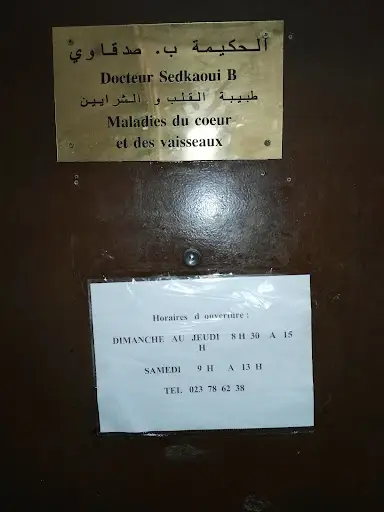 الحكيمة ب. صدقاوي
Docteur Sedkaoui B
طبيبة القلب و الشرايين
Maladies du coeur
et des vaisseaux
Horaires d ouverture :
DIMANCHE AU JEUDI 8 H 30 A 15
H
SAMEDI 9 H A 13 H
TEL 023 78 62 38